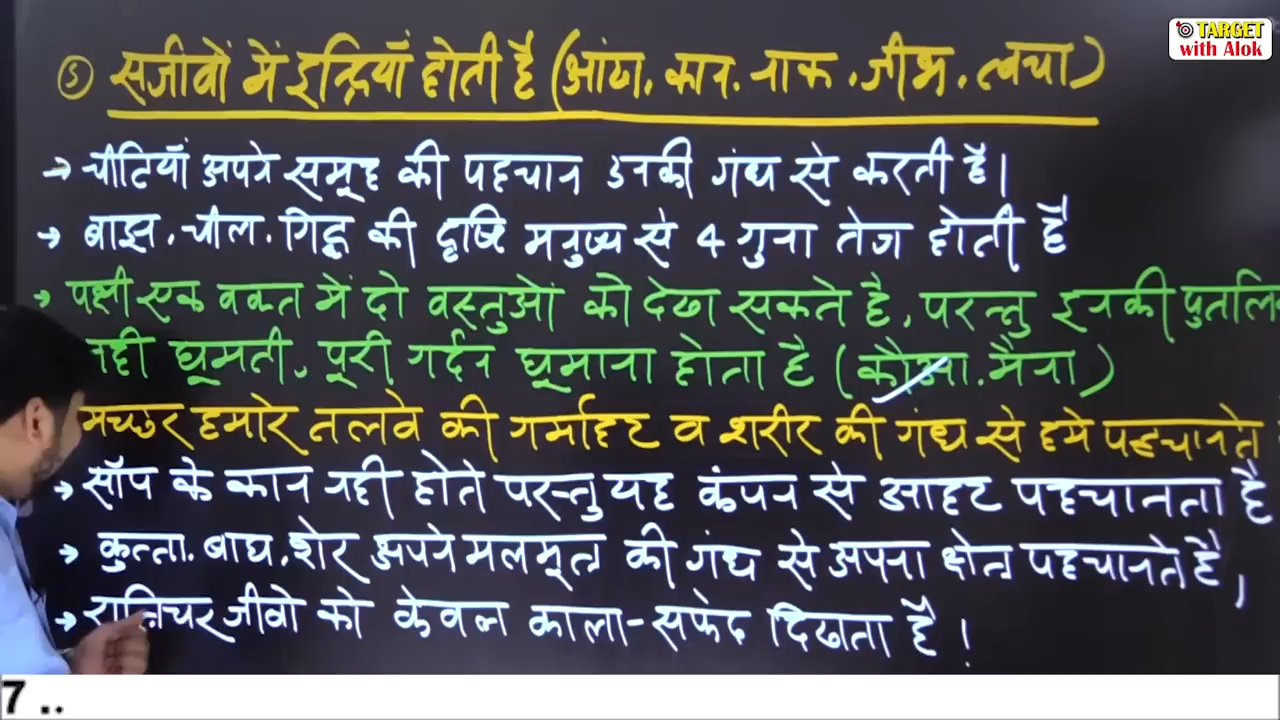 TARGET
with Alok
5) सजीवों में इन्द्रियाँ होती है (आंख, कान, नाक, जीभ, त्वचा)
→ चीटियाँ अपने समूह की पहचान उनकी गंध से करती हैं।
→ बाझ, चील, गिद्ध की दृष्टि मनुष्य से 4 गुना तेज होती हैं
→ पक्षी एक वक्त में दो वस्तुओं को देख सकते है, परन्तु इनकी पुतलि
नही घूमती, पूरी गर्दन घूमाना होता है (कौआ, मैना)
मच्छर हमारे तलवे की गर्माहट व शरीर की गंध से हमे पहचानते
→ साँप के कान नही होते परन्तु यह कंपन से आहट पहचानता है
→ कुत्ता, बाघ, शेर अपने मलमूत्र की गंध से अपना क्षेत्र पहचानते है,
→ रात्रिचर जीवो को केवल काला-सफेद दिखता हैं।
7 ..